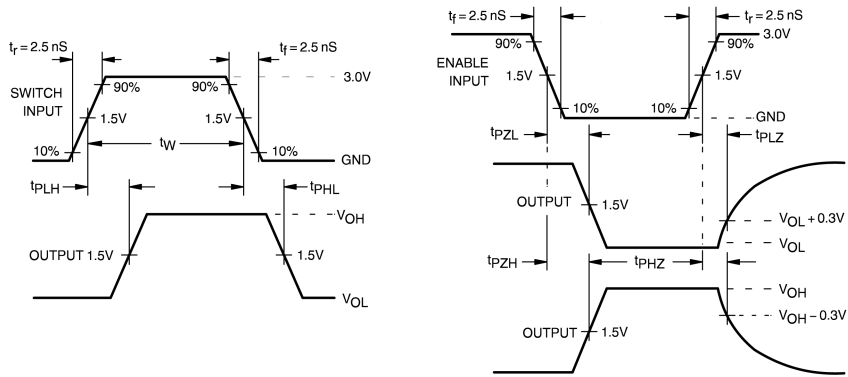 tr = 2.5 nS
tf = 2.5 nS
SWITCH
INPUT
90%
90%
3.0V
1.5V
1.5V
10%
tW
10%
GND
tPLH
tPHL
VOH
OUTPUT 1.5V
1.5V
VOL
tf = 2.5 nS
tr = 2.5 nS
3.0V
90%
90%
ENABLE
INPUT
1.5V
1.5V
10%
10%
GND
tPZL
tPLZ
OUTPUT
1.5V
VOL + 0.3V
VOL
tPZH
tPHZ
VOH
VOH – 0.3V
OUTPUT
1.5V